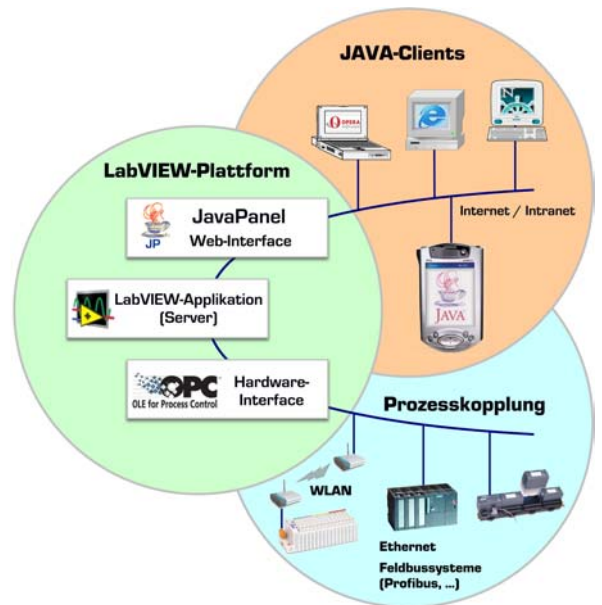 JAVA-Clients
OPERA
N
LabVIEW-Plattform
JavaPanel
Web-Interface
JP
Internet / Intranet
LabVIEW-Applikation
(Server)
JAVA
OPC
OLE for Process Control
Hardware-
Interface
Prozesskopplung
WLAN
Ethernet
Feldbussysteme
(Profibus, ...)